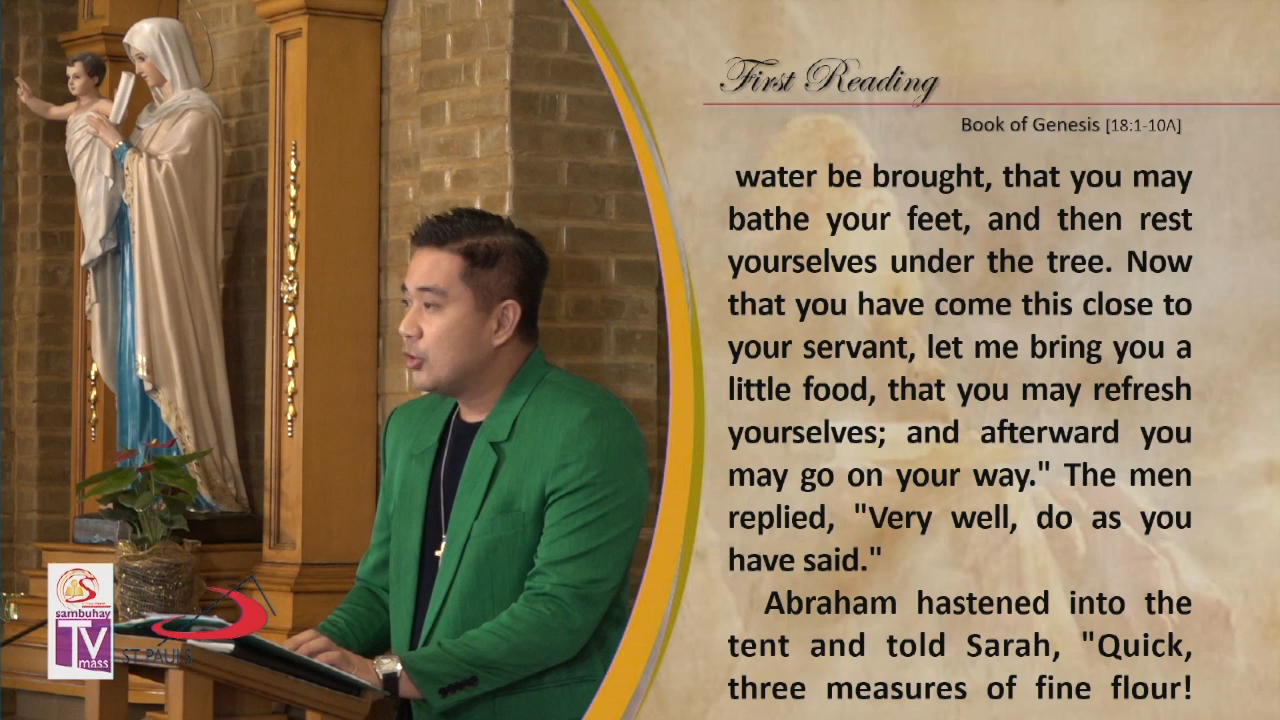 First Reading
Book of Genesis [18:1-10A]
water be brought, that you may
bathe your feet, and then rest
yourselves under the tree. Now
that you have come this close to
your servant, let me bring you a
little food, that you may refresh
yourselves; and afterward you
may go on your way." The men
replied, "Very well, do as you
have said."
Abraham hastened into the
tent and told Sarah, "Quick,
three measures of fine flour!
sambuhay
TV
mass
ST PAULS